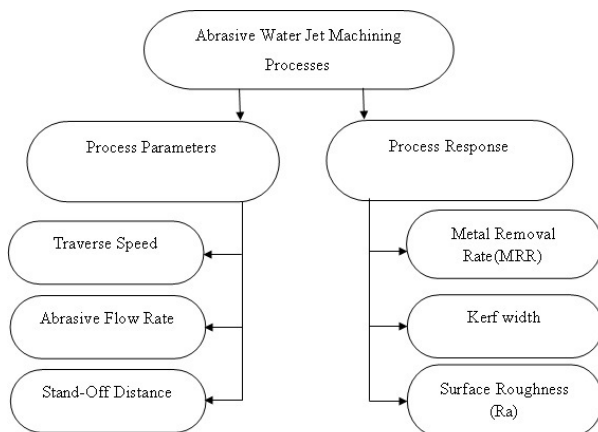 Abrasive Water Jet Machining
Processes
Process Parameters
Process Response
Traverse Speed
Abrasive Flow Rate
Stand-Off Distance
Metal Removal
Rate(MRR)
Kerf width
Surface Roughness
(Ra)